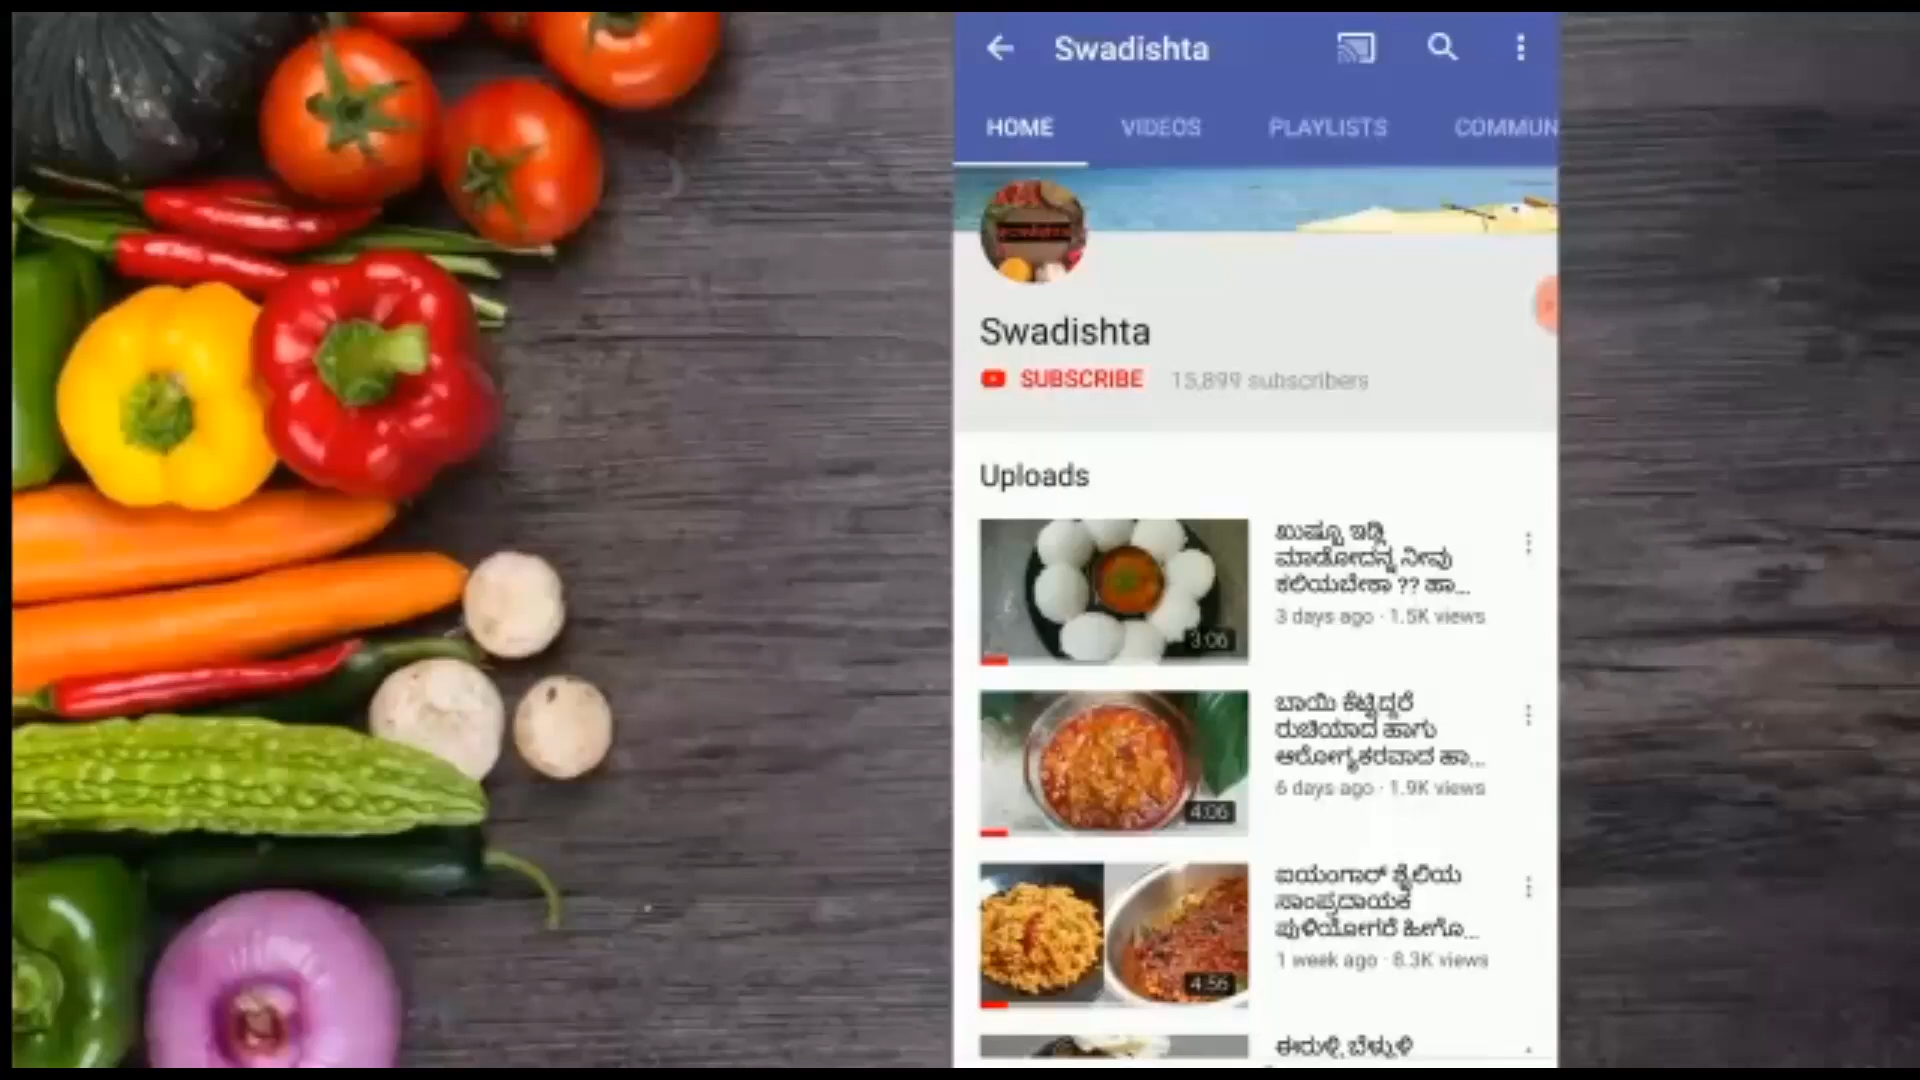 Swadishta
HOME VIDEOS PLAYLISTS COMMUN
Swadishta
SUBSCRIBE 15,899 subscribers
Uploads
ಖುಷ್ಬೂ ಇಡ್ಲಿ
ಮಾಡೋದನ್ನ ನೀವು
ಕಲಿಯಬೇಕಾ ?? ಹಾ...
3 days ago · 1.5K views
3:06
ಬಾಯಿ ಕೆಟ್ಟಿದ್ದರೆ
ರುಚಿಯಾದ ಹಾಗು
ಆರೋಗ್ಯಕರವಾದ ಹಾ...
6 days ago · 1.9K views
4:06
ಐಯಂಗಾರ್ ಶೈಲಿಯ
ಸಾಂಪ್ರದಾಯಕ
ಪುಳಿಯೋಗರೆ ಹೀಗೊ...
1 week ago · 8.3K views
4:56
ಈರುಳ್ಳಿ ಬೆಳ್ಳುಳ್ಳಿ